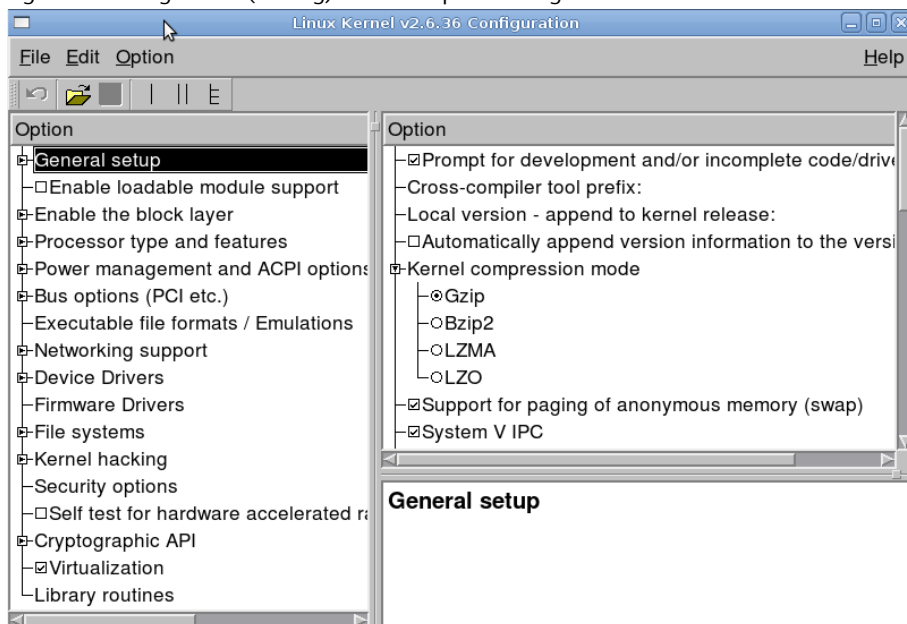 Linux Kernel v2.6.36 Configuration
File Edit Option
Help
Option
General setup
Enable loadable module support
Enable the block layer
Processor type and features
Power management and ACPI options
Bus options (PCI etc.)
Executable file formats / Emulations
Networking support
Device Drivers
Firmware Drivers
File systems
Kernel hacking
Security options
Self test for hardware accelerated
Cryptographic API
Virtualization
Library routines
Option
Prompt for development and/or incomplete code/drive
Cross-compiler tool prefix:
Local version - append to kernel release:
Automatically append version information to the versi
Kernel compression mode
Gzip
Bzip2
LZMA
LZO
Support for paging of anonymous memory (swap)
System V IPC
General setup